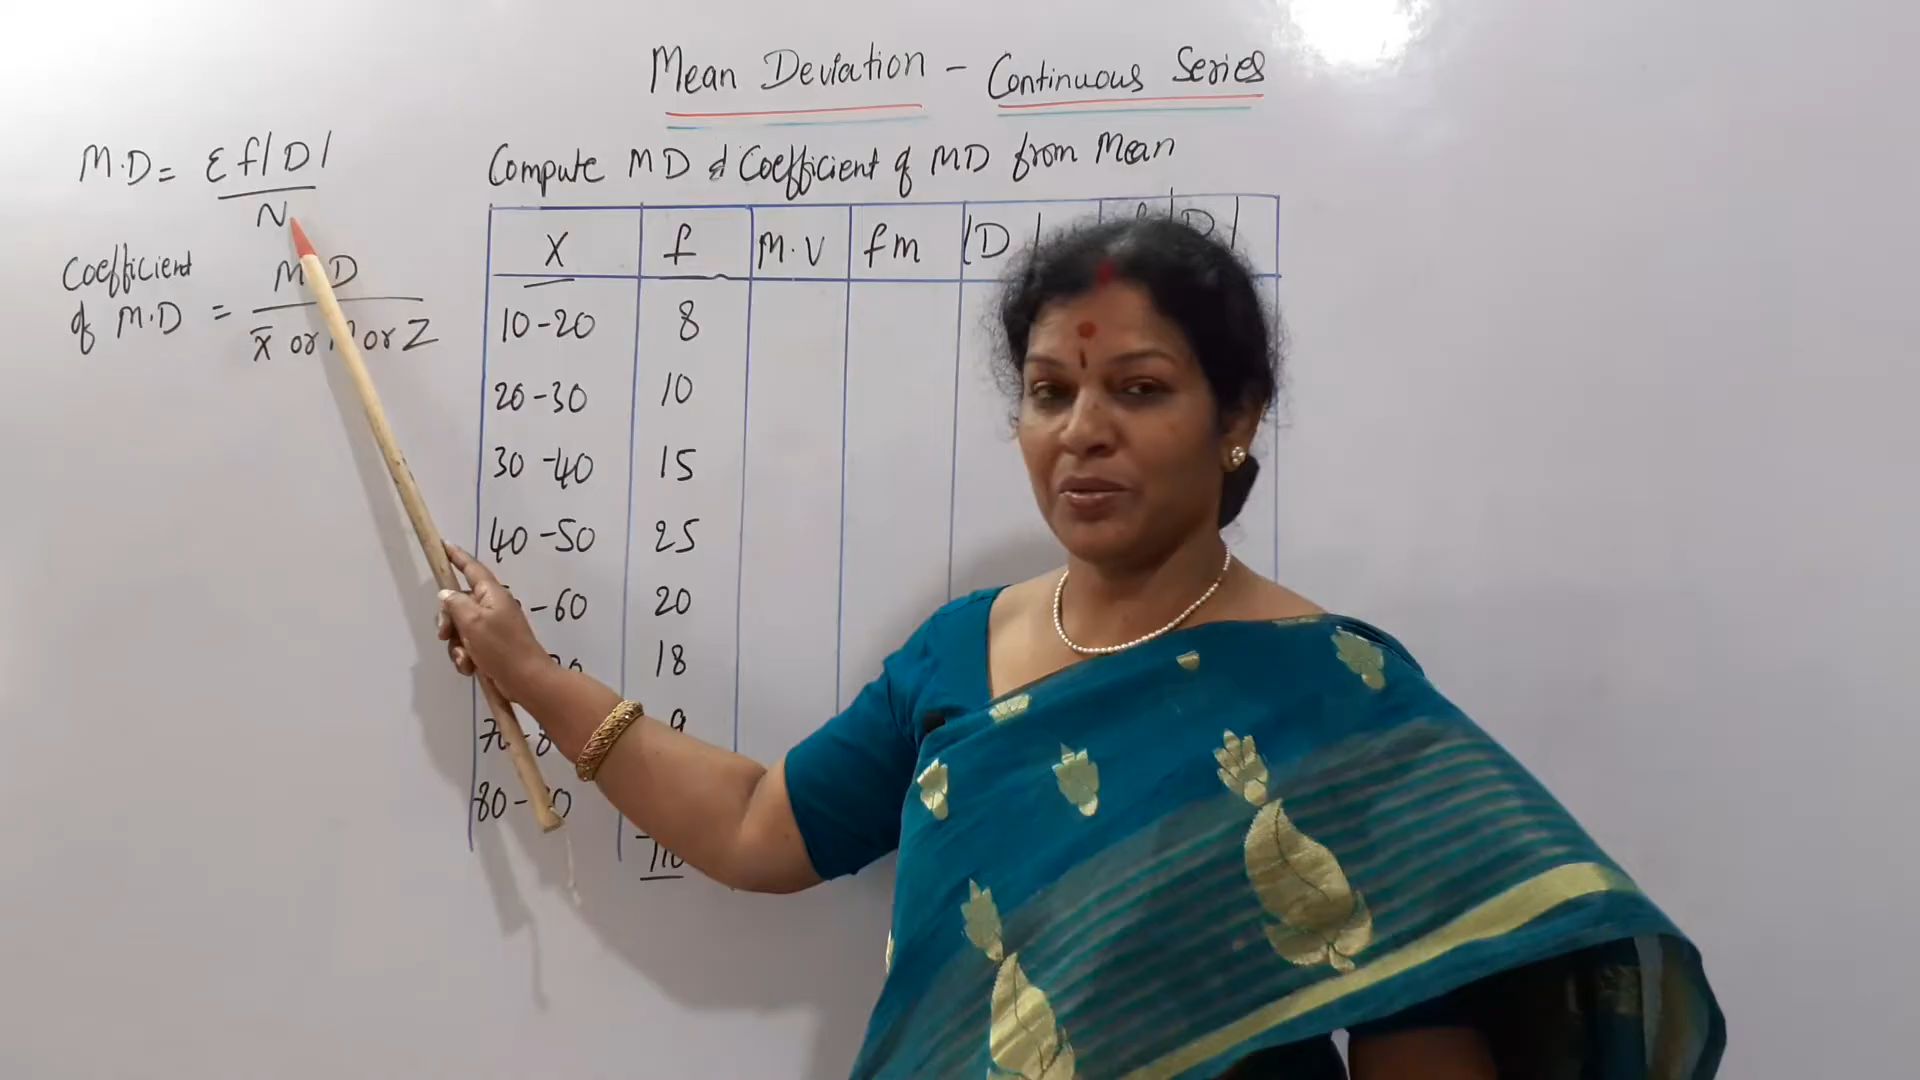 Mean Deviation - Continuous Series
M.D = Σ f|D|
N
Coefficient
of M.D = M.D
x̄ or or Z
Compute MD & Coefficient of MD from Mean
X f M.V fm |D | |D|
10-20 8
20-30 10
30-40 15
40-50 25
-60 20
18
9
80-
110